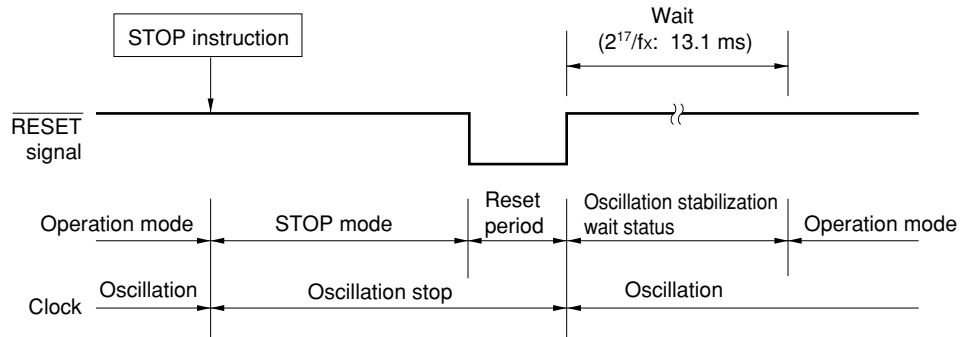 Wait
(2¹⁷/fx: 13.1 ms)
STOP instruction
RESET
signal
Reset
period
Oscillation stabilization
wait status
Operation mode
STOP mode
Operation mode
Clock
Oscillation
Oscillation stop
Oscillation